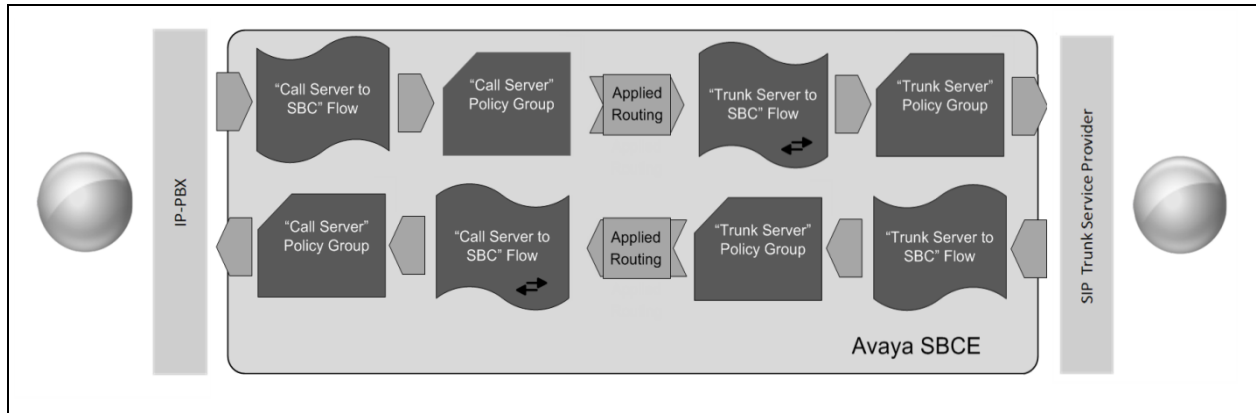 IP-PBX
“Call Server to
SBC” Flow
“Call Server”
Policy Group
Applied
Routing
“Trunk Server to
SBC” Flow
“Trunk Server”
Policy Group
“Call Server”
Policy Group
“Call Server to
SBC” Flow
Applied
Routing
“Trunk Server”
Policy Group
“Trunk Server to
SBC” Flow
Avaya SBCE
SIP Trunk Service Provider